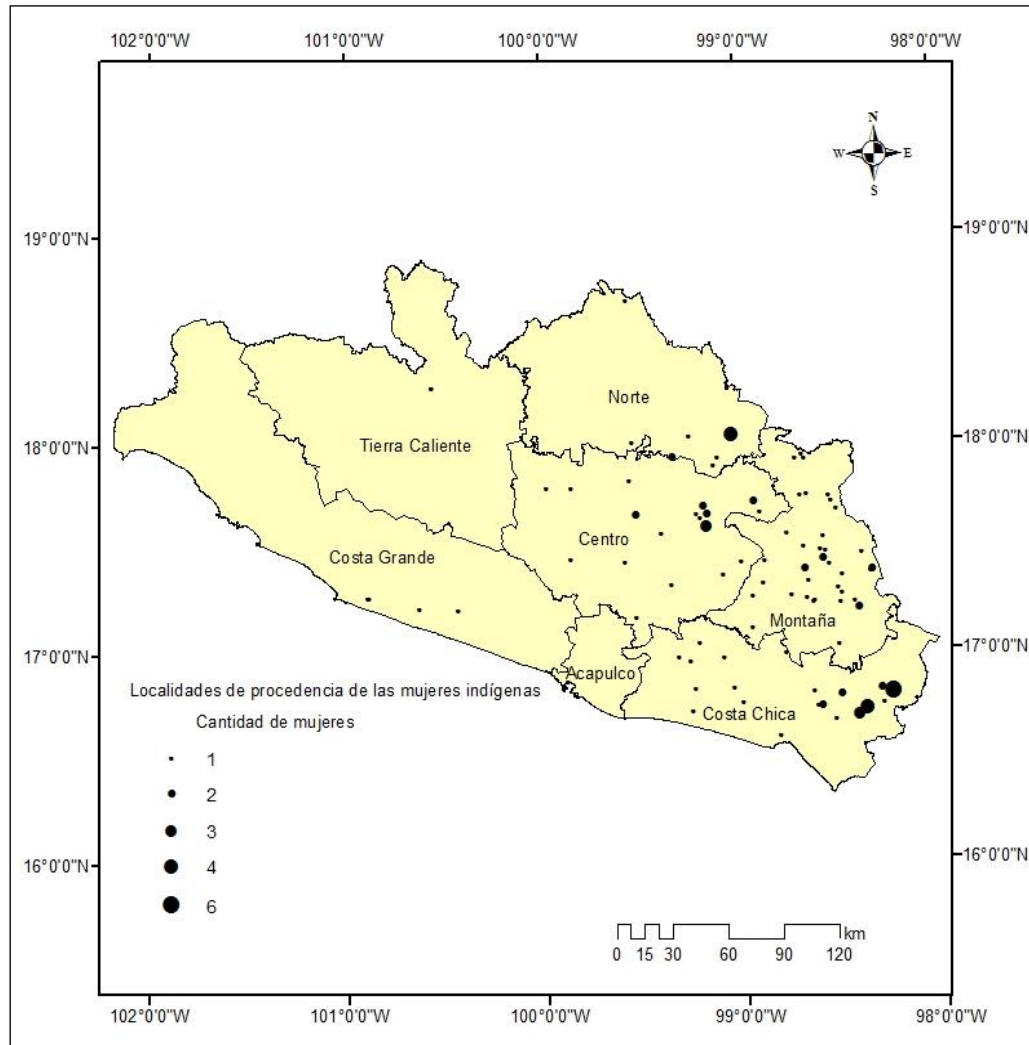 102°0'0"W 101°0'0"W 100°0'0"W 99°0'0"W 98°0'0"W
N
W E
S
19°0'0"N 19°0'0"N
Norte
18°0'0"N 18°0'0"N
Tierra Caliente
Centro
Costa Grande
Montaña
17°0'0"N 17°0'0"N
Acapulco
Localidades de procedencia de las mujeres indígenas
Costa Chica
Cantidad de mujeres
1
2
3
4
6
16°0'0"N 16°0'0"N
km
0 15 30 60 90 120
102°0'0"W 101°0'0"W 100°0'0"W 99°0'0"W 98°0'0"W